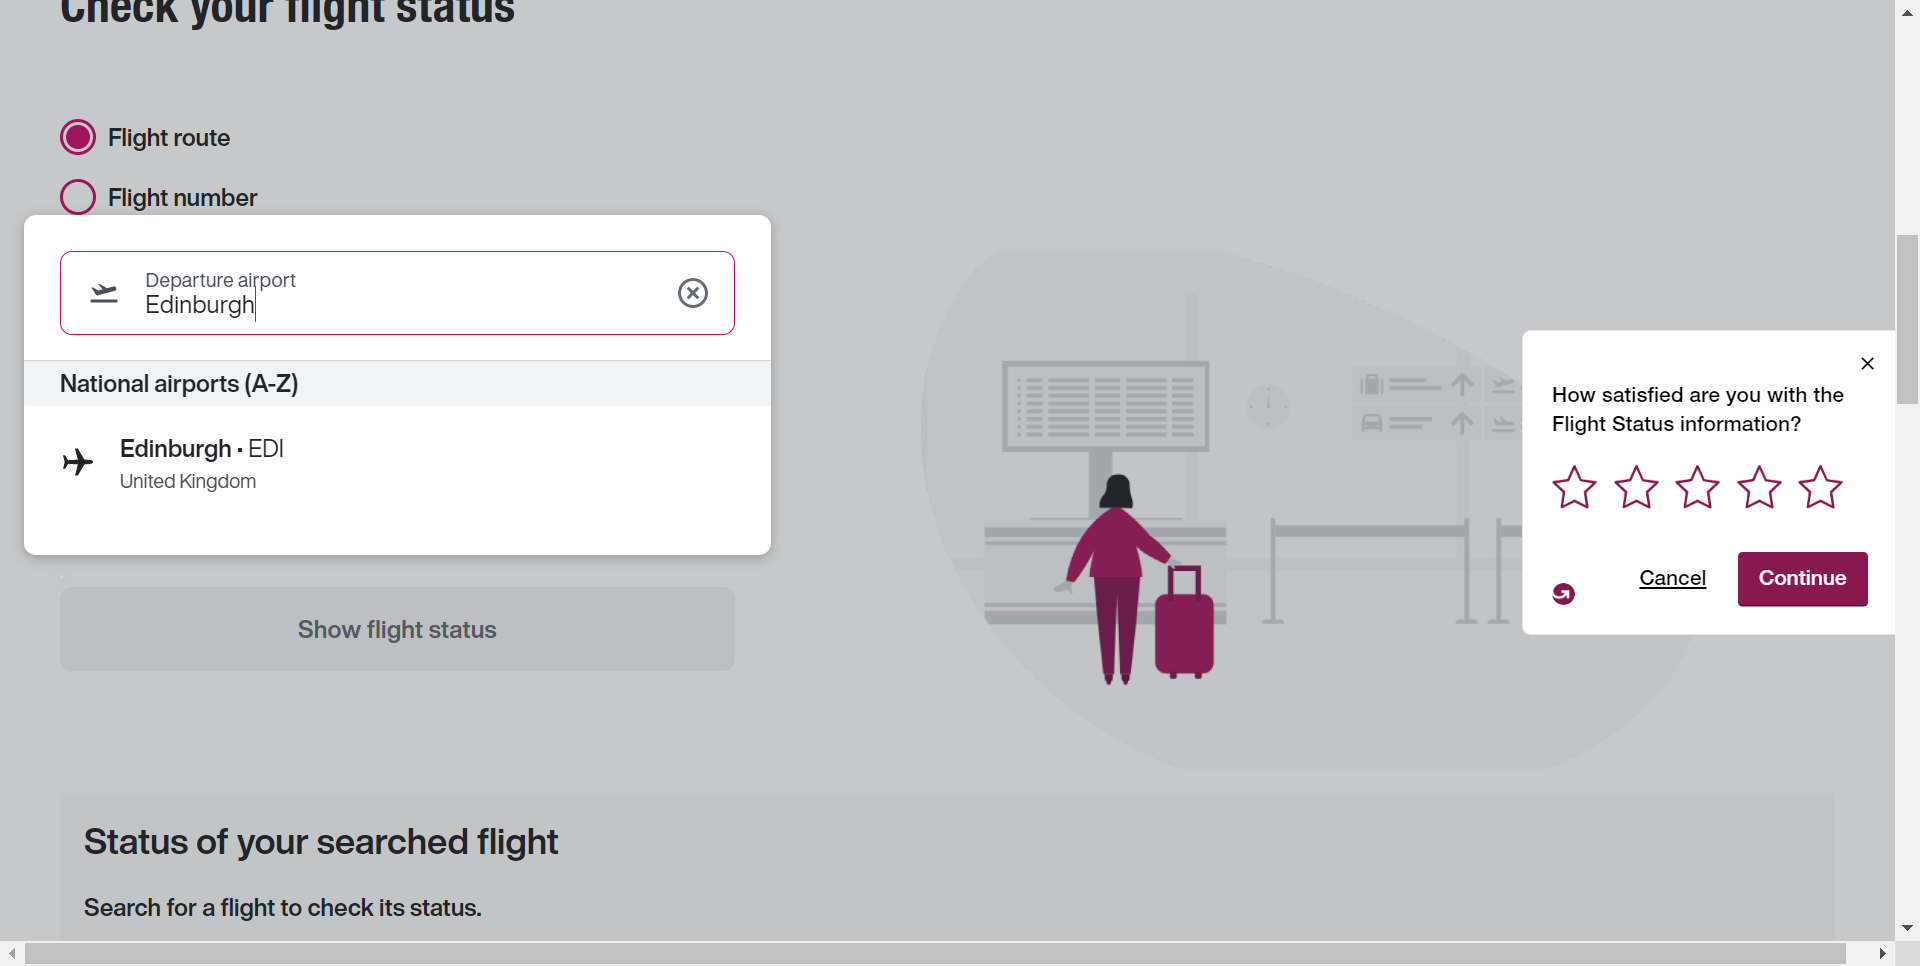 Check your flight status
Flight route
Flight number
Departure airport
Edinburgh
National airports (A-Z)
Edinburgh · EDI
United Kingdom
Show flight status
How satisfied are you with the
Flight Status information?
Cancel
Continue
Status of your searched flight
Search for a flight to check its status.